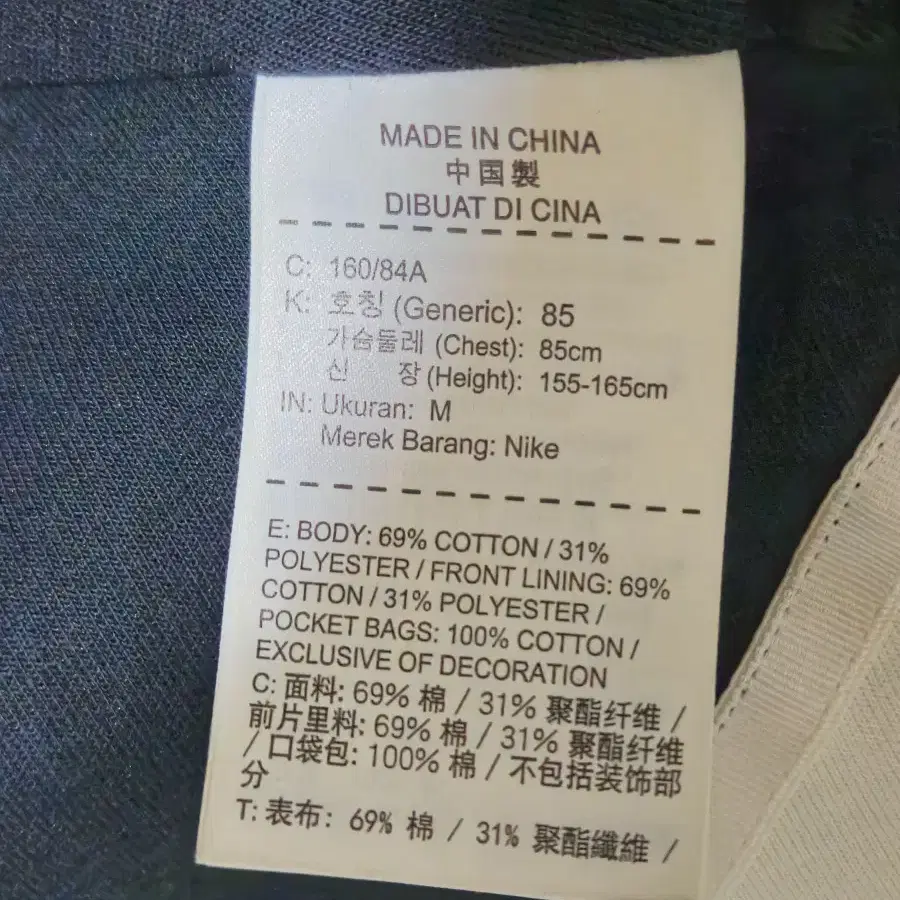 MADE IN CHINA
中国製
DIBUAT DI CINA
C: 160/84A
K: 호칭 (Generic): 85
가슴둘레 (Chest): 85cm
신 장 (Height): 155-165cm
IN: Ukuran: M
Merek Barang: Nike
E: BODY: 69% COTTON / 31%
POLYESTER / FRONT LINING: 69%
COTTON / 31% POLYESTER /
POCKET BAGS: 100% COTTON /
EXCLUSIVE OF DECORATION
C: 面料: 69% 棉 / 31% 聚酯纤维 /
前片里料: 69% 棉 / 31% 聚酯纤维
/ 口袋包: 100% 棉 / 不包括装饰部
分
T: 表布: 69% 棉 / 31% 聚酯纖維 /